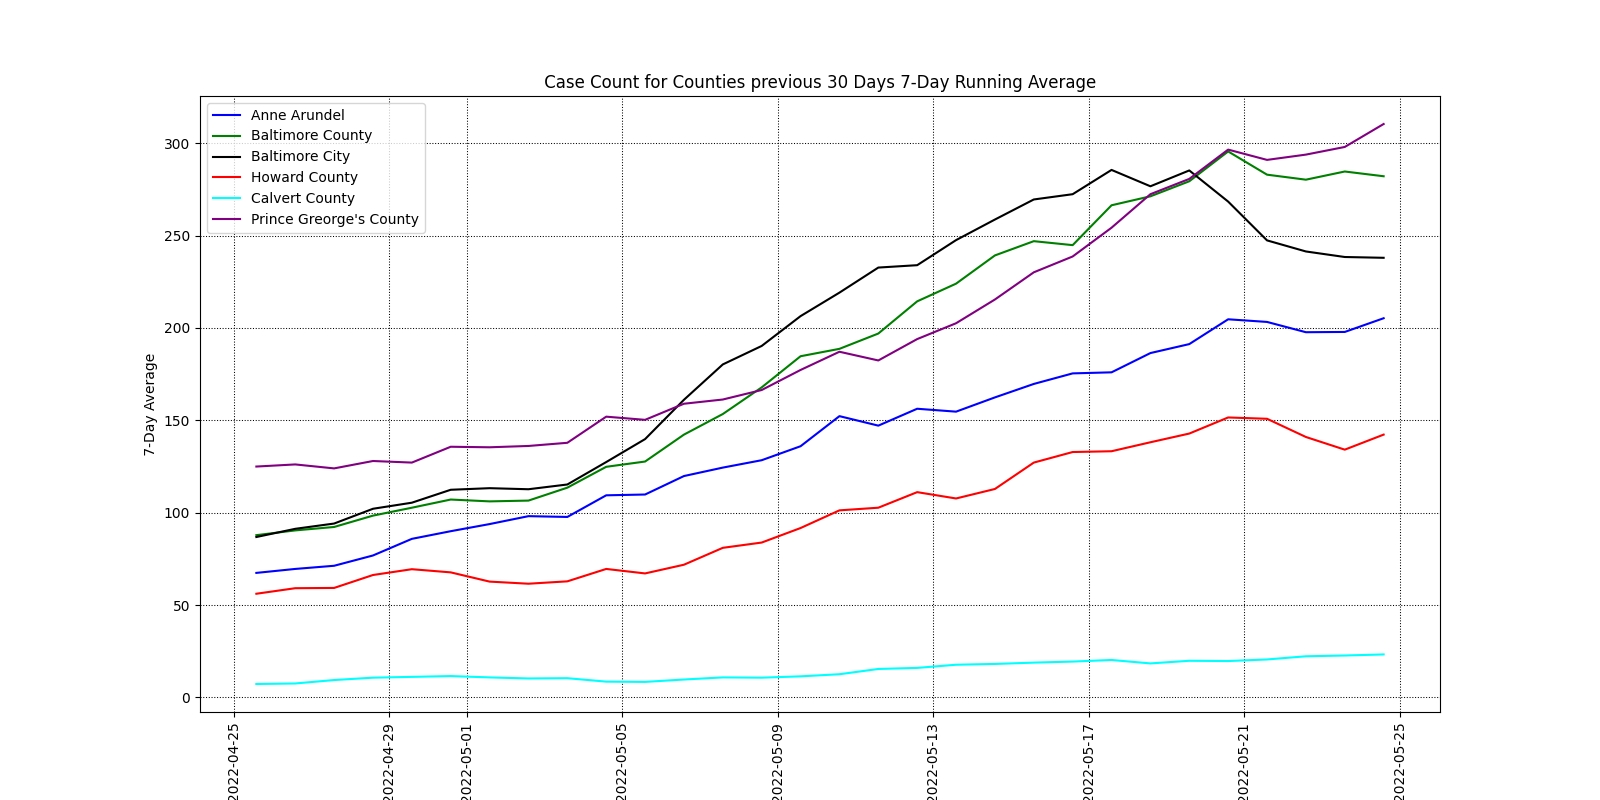 Case Count for Counties previous 30 Days 7-Day Running Average
Anne Arundel
Baltimore County
Baltimore City
Howard County
Calvert County
Prince Greorge's County
300
250
200
150
100
50
0
7-Day Average
2022-04-25
2022-04-29
2022-05-01
2022-05-05
2022-05-09
2022-05-13
2022-05-17
2022-05-21
2022-05-25